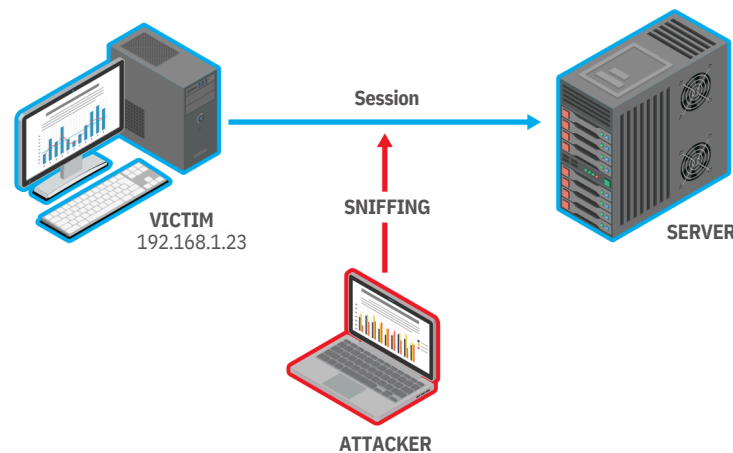 Session
SNIFFING
VICTIM
192.168.1.23
SERVER
ATTACKER